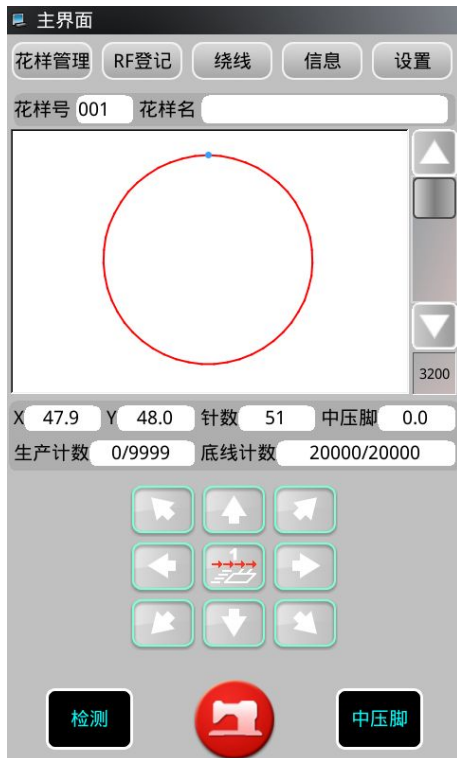 主界面
花样管理 RF登记 绕线 信息 设置
花样号 001 花样名
3200
X 47.9 Y 48.0 针数 51 中压脚 0.0
生产计数 0/9999 底线计数 20000/20000
1
检测 中压脚